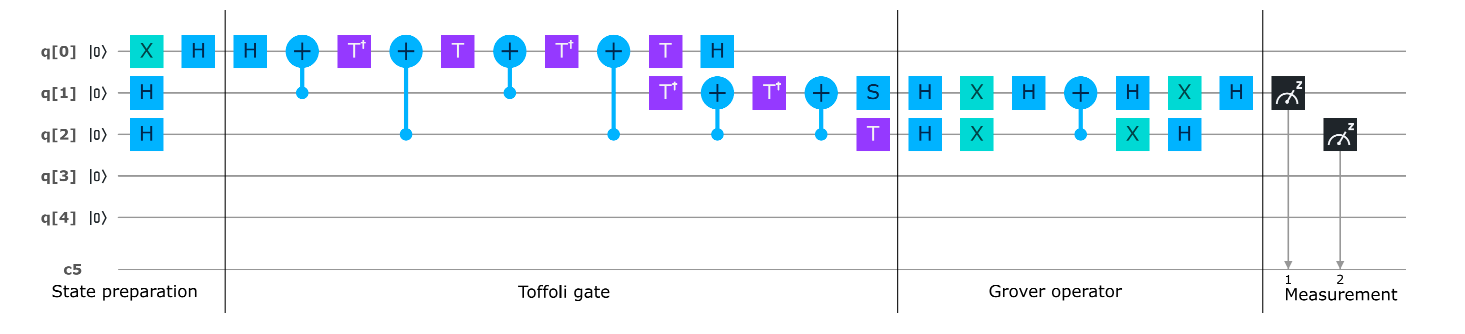 q[0] |0⟩ X H H + T† + T + T† + T H
q[1] |0⟩ H T† + T† + S H X H + H X H z
q[2] |0⟩ H T H X X H z
q[3] |0⟩
q[4] |0⟩
c5
1 2
State preparation Toffoli gate Grover operator Measurement